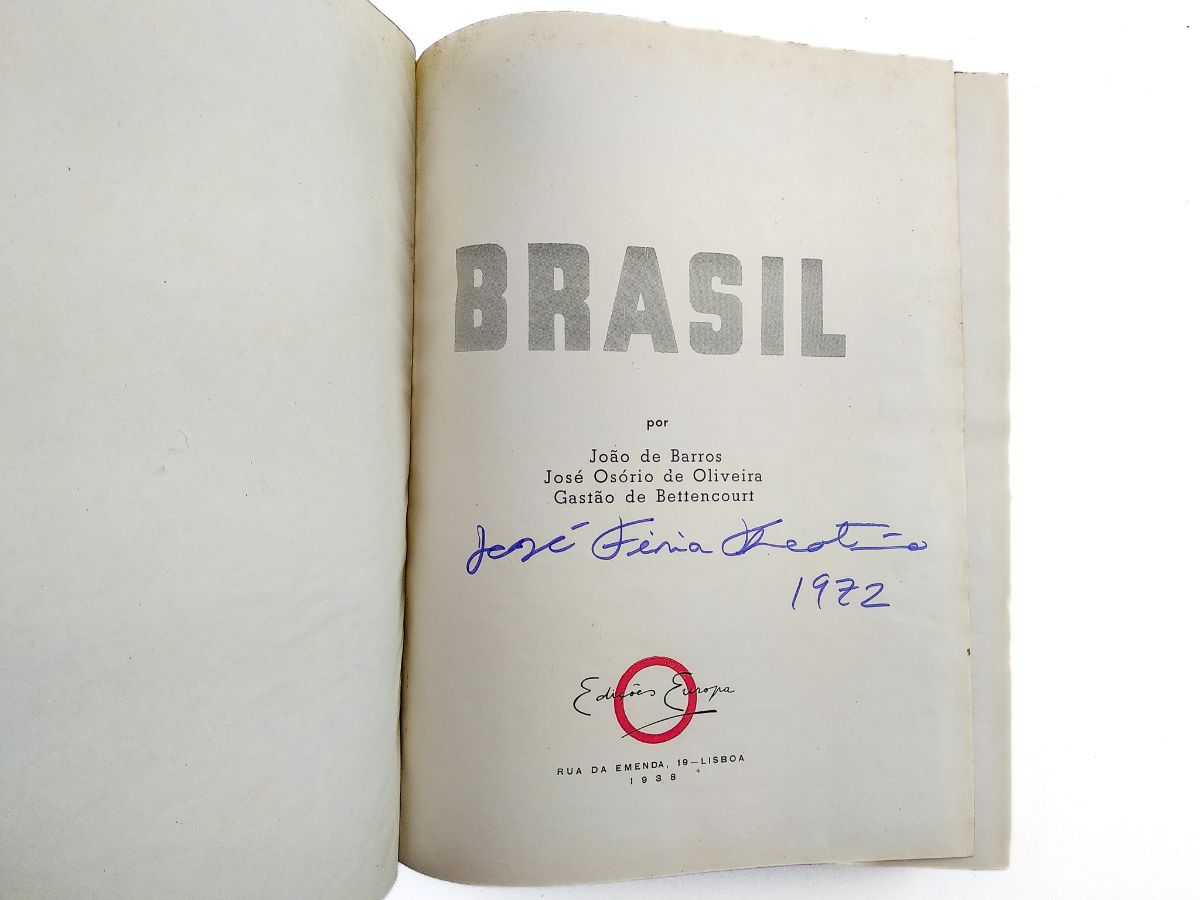 BRASIL
por
João de Barros
José Osório de Oliveira
Gastão de Bettencourt
José Féria Theotónio
1972
Edições Europa
RUA DA EMENDA, 19—LISBOA
1938